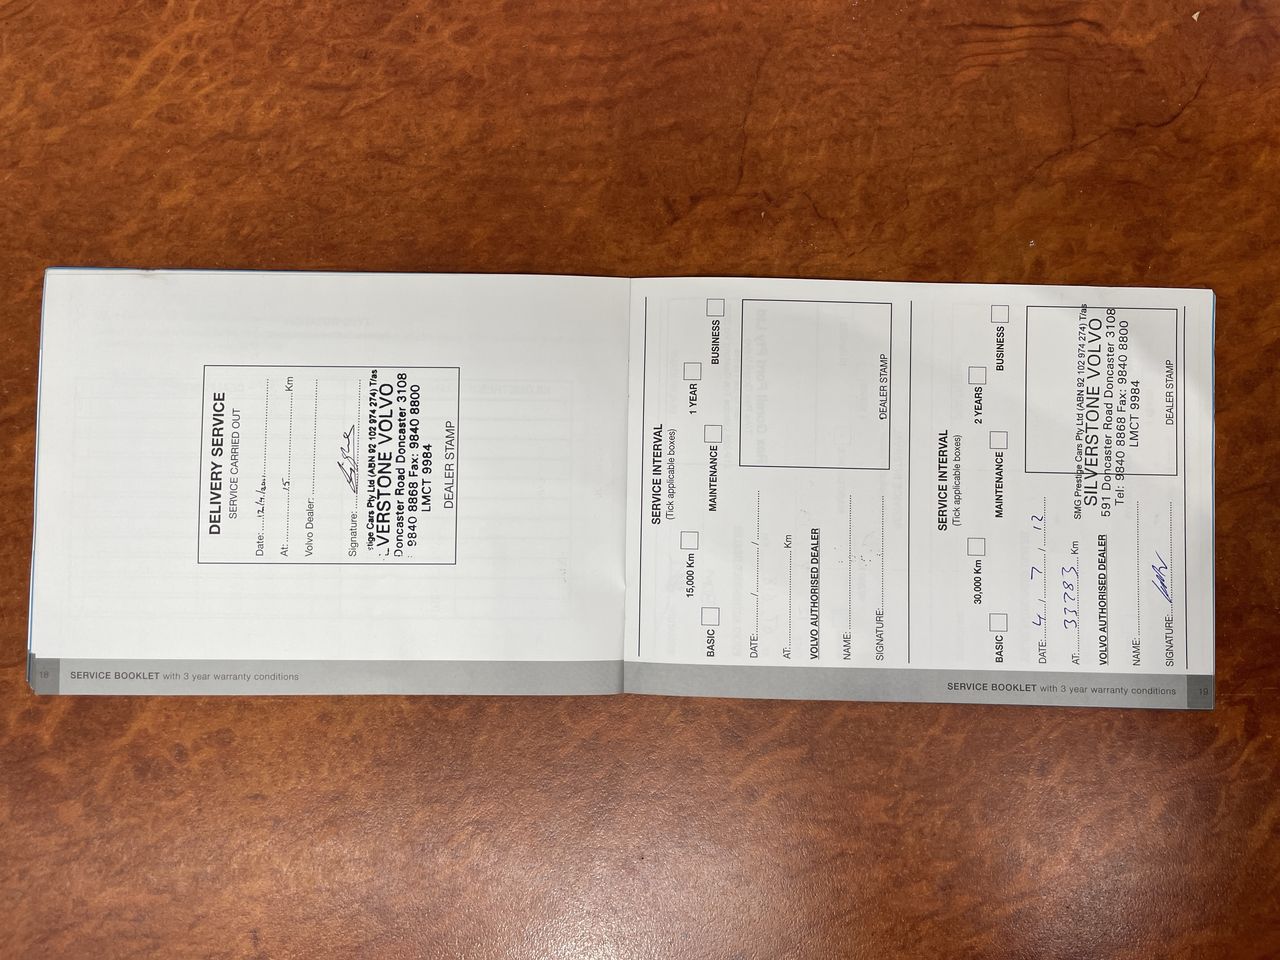 DELIVERY SERVICE
SERVICE CARRIED OUT
Date:
At: 15 Km
Volvo Dealer:
Signature:
Cars Pty Ltd (ABN 92 102 974 274) T/as
VERSTONE VOLVO
Doncaster Road Doncaster 3108
9840 8868 Fax: 9840 8800
LMCT 9984
DEALER STAMP
18 SERVICE BOOKLET with 3 year warranty conditions
SERVICE INTERVAL
(Tick applicable boxes)
15,000 Km 1 YEAR
BASIC MAINTENANCE BUSINESS
DATE: / /
AT: Km
VOLVO AUTHORISED DEALER
NAME:
SIGNATURE:
DEALER STAMP
SERVICE INTERVAL
(Tick applicable boxes)
30,000 Km 2 YEARS
BASIC MAINTENANCE BUSINESS
DATE: 4 / 7 / 12
AT: 33783 Km
VOLVO AUTHORISED DEALER
NAME:
SIGNATURE:
SMG Prestige Cars Pty Ltd (ABN 92 102 974 274) T/as
SILVERSTONE VOLVO
591 Doncaster Road Doncaster 3108
Tel: 9840 8868 Fax: 9840 8800
LMCT 9984
DEALER STAMP
SERVICE BOOKLET with 3 year warranty conditions 19